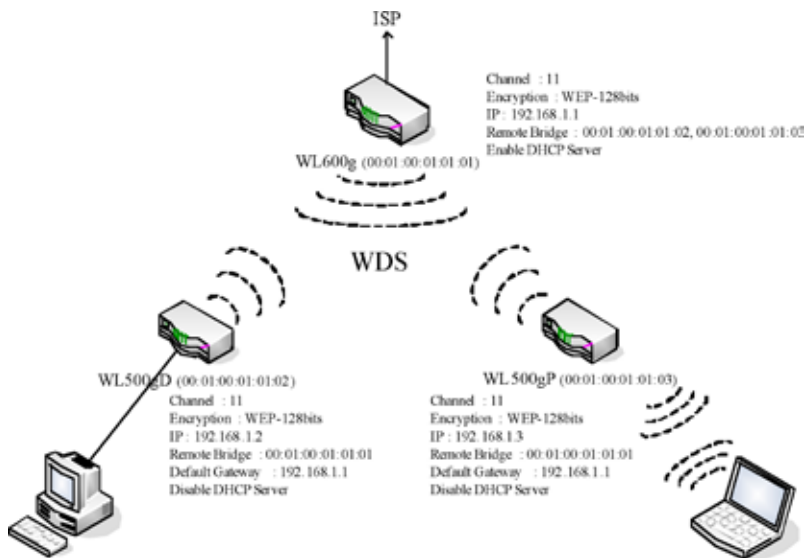 ISP
Channel : 11
Encryption : WEP-128bits
IP : 192.168.1.1
Remote Bridge : 00:01:00:01:01:02, 00:01:00:01:01:03
Enable DHCP Server
WL600g (00:01:00:01:01:01)
WDS
WL500gD (00:01:00:01:01:02)
Channel : 11
Encryption : WEP-128bits
IP : 192.168.1.2
Remote Bridge : 00:01:00:01:01:01
Default Gateway : 192.168.1.1
Disable DHCP Server
WL500gP (00:01:00:01:01:03)
Channel : 11
Encryption : WEP-128bits
IP : 192.168.1.3
Remote Bridge : 00:01:00:01:01:01
Default Gateway : 192.168.1.1
Disable DHCP Server